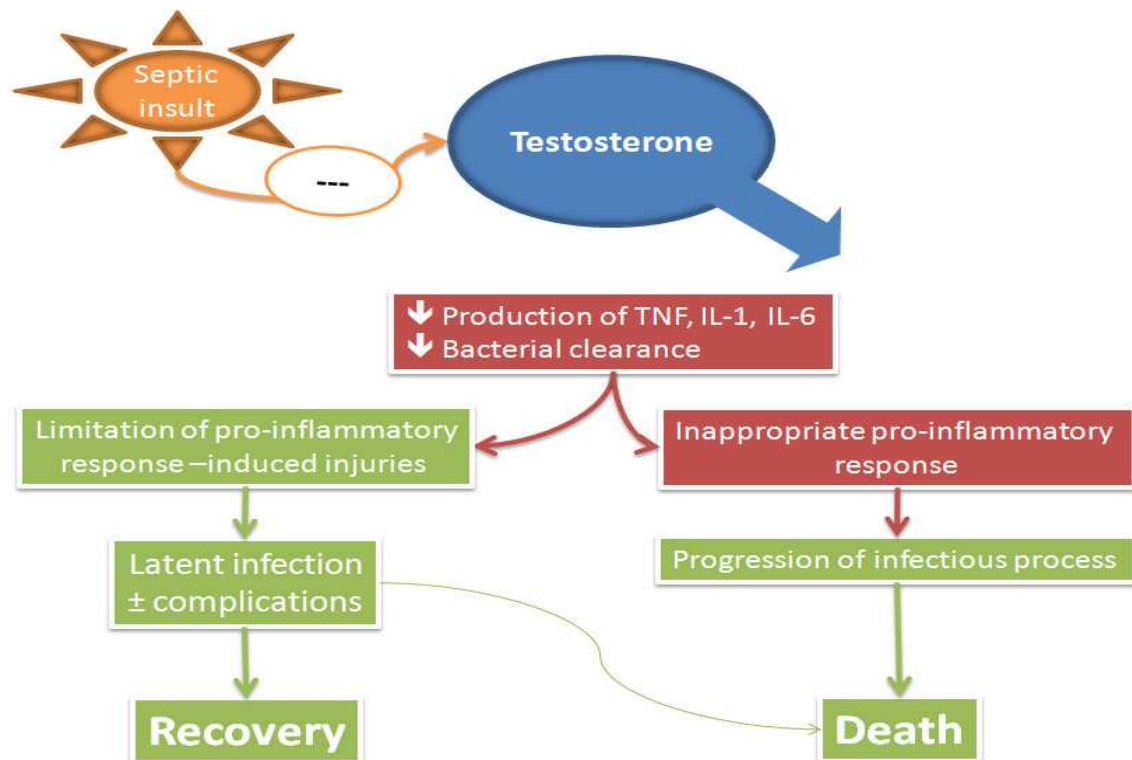 Septic
insult
---
Testosterone
🡻 Production of TNF, IL-1, IL-6
🡻 Bacterial clearance
Limitation of pro-inflammatory
response –induced injuries
Inappropriate pro-inflammatory
response
Latent infection
± complications
Progression of infectious process
Recovery
Death